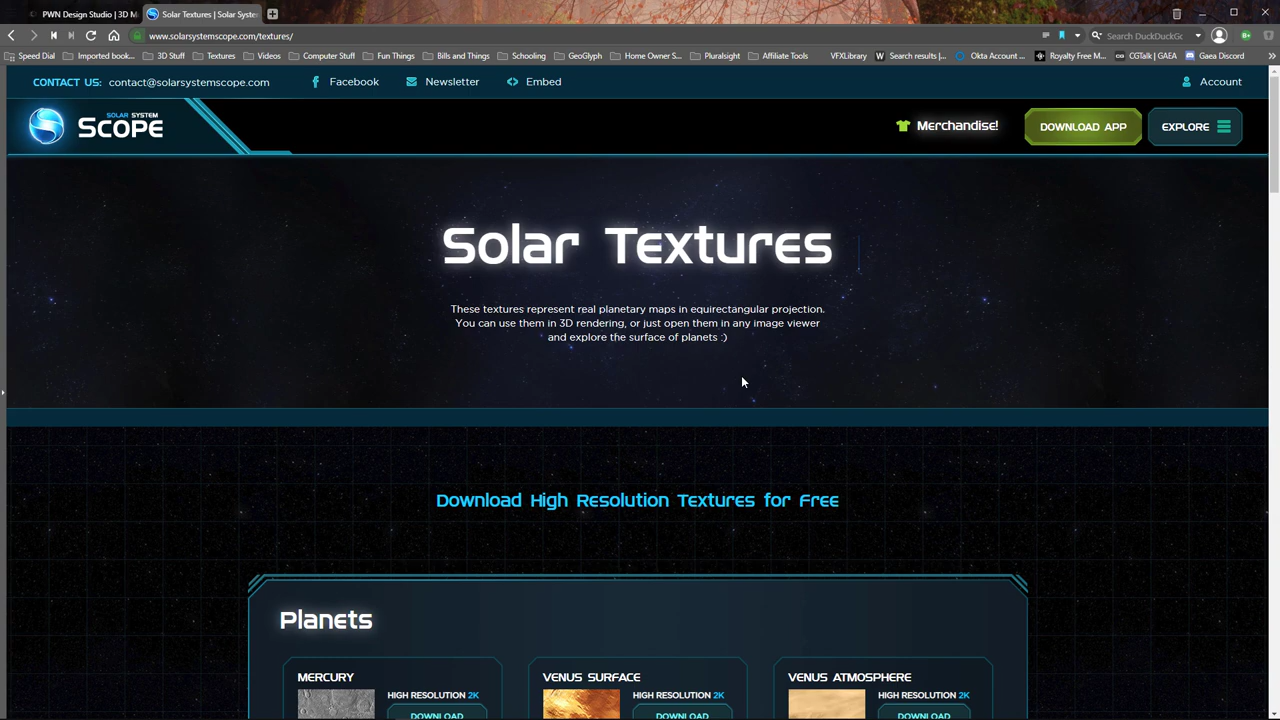 PWN Design Studio | 3D M
Solar Textures | Solar Syste
www.solarsystemscope.com/textures/
Search DuckDuckGo
Speed Dial
Imported book...
3D Stuff
Textures
Videos
Computer Stuff
Fun Things
Bills and Things
Schooling
GeoGlyph
Home Owner S...
Pluralsight
Affiliate Tools
VFXLibrary
W Search results |...
Okta Account ...
Royalty Free M...
CGTalk | GAEA
Gaea Discord
CONTACT US: contact@solarsystemscope.com
Facebook
Newsletter
Embed
Account
SOLAR SYSTEM
SCOPE
Merchandise!
DOWNLOAD APP
EXPLORE
Solar Textures
These textures represent real planetary maps in equirectangular projection.
You can use them in 3D rendering, or just open them in any image viewer
and explore the surface of planets :)
Download High Resolution Textures for Free
Planets
MERCURY
HIGH RESOLUTION 2K
DOWNLOAD
VENUS SURFACE
HIGH RESOLUTION 2K
DOWNLOAD
VENUS ATMOSPHERE
HIGH RESOLUTION 2K
DOWNLOAD